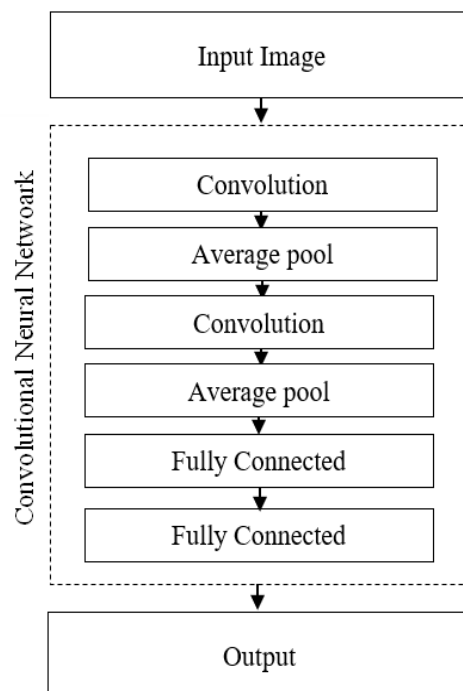 Input Image
Convolutional Neural Netwoark
Convolution
Average pool
Convolution
Average pool
Fully Connected
Fully Connected
Output